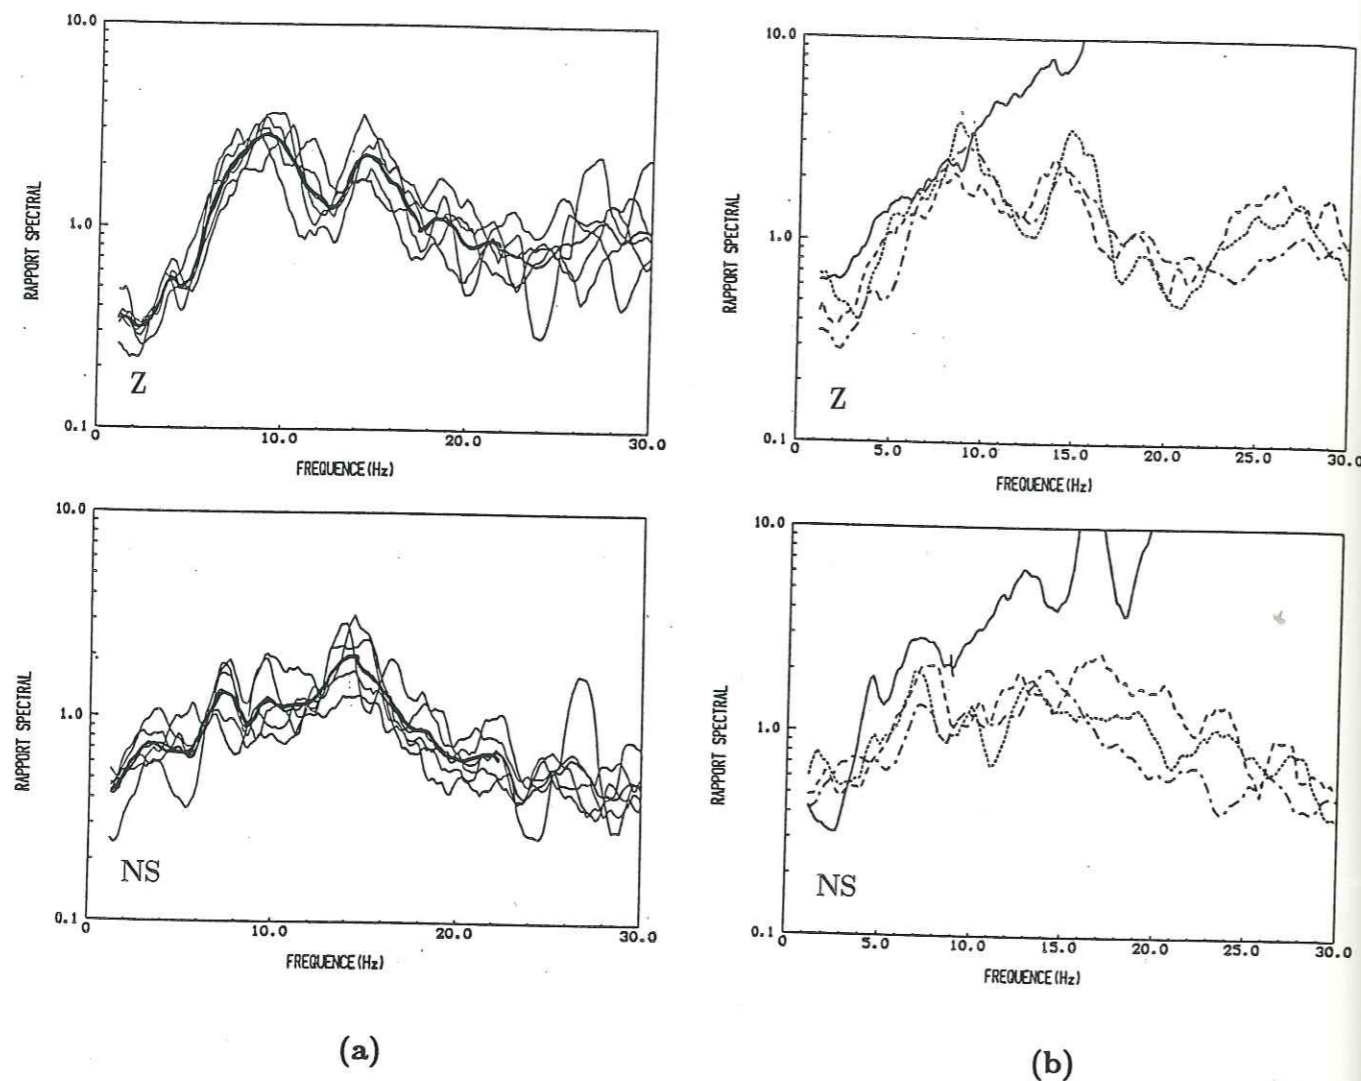 10.0
1.0
0.1
RAPPORT SPECTRAL
Z
0 10.0 20.0 30.0
FREQUENCE(Hz)
10.0
1.0
0.1
RAPPORT SPECTRAL
Z
0 5.0 10.0 15.0 20.0 25.0 30.0
FREQUENCE(Hz)
10.0
1.0
0.1
RAPPORT SPECTRAL
NS
0 10.0 20.0 30.0
FREQUENCE(Hz)
10.0
1.0
0.1
RAPPORT SPECTRAL
NS
0 5.0 10.0 15.0 20.0 25.0 30.0
FREQUENCE(Hz)
(a)
(b)